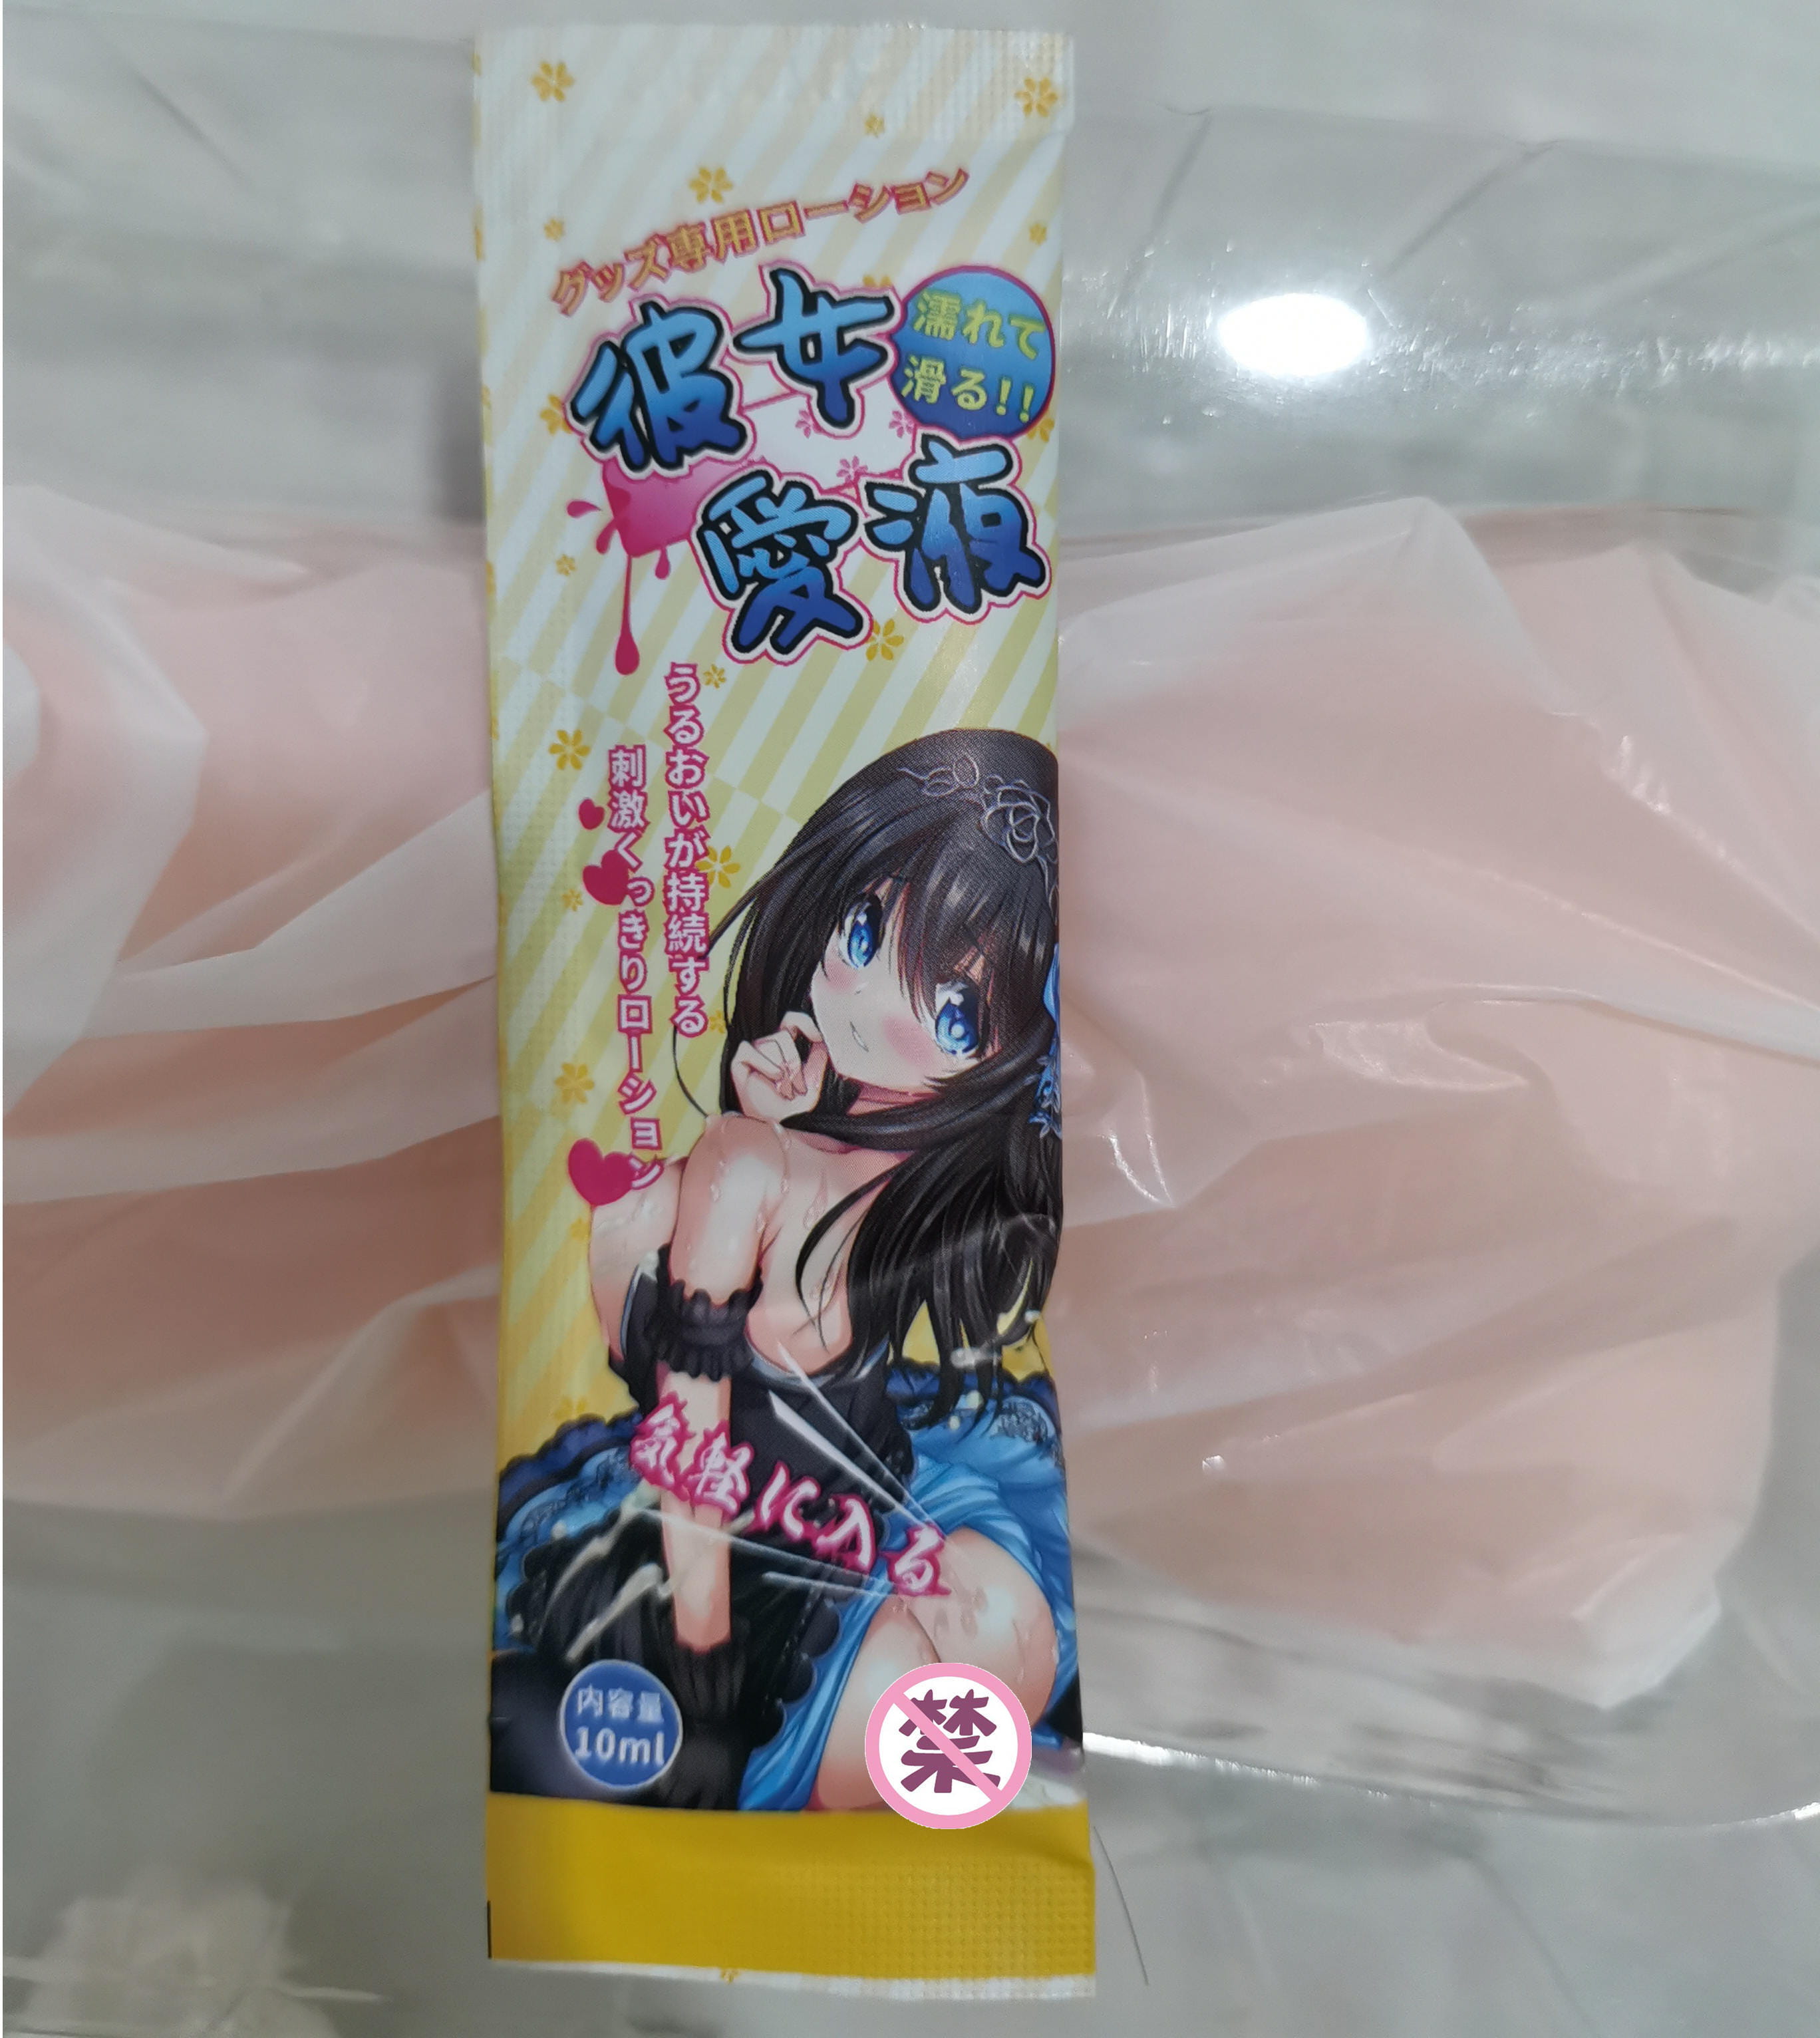 グッズ専用ローション
彼女
愛液
濡れて
滑る!!
うるおいが持続する
刺激くっきりローション
気軽に入る
内容量
10ml
禁